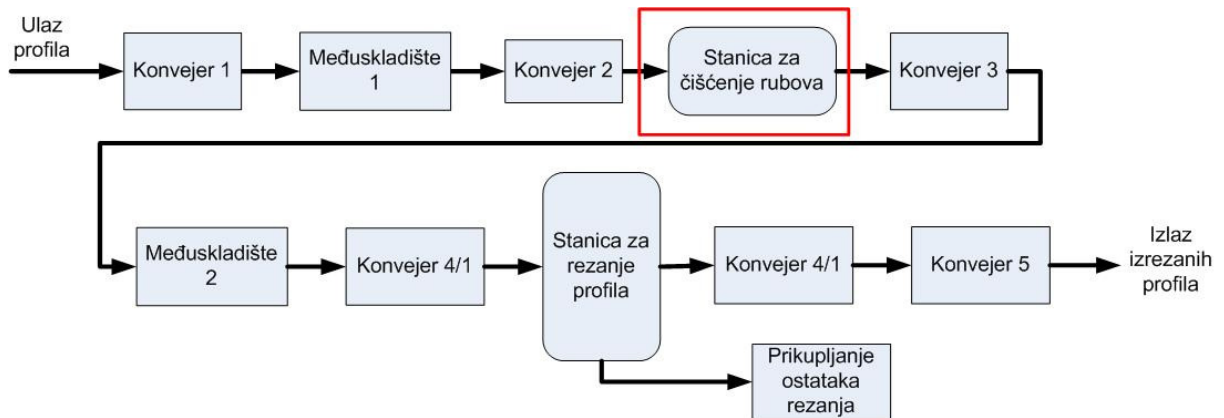 Ulaz
profila
Konvejer 1
Međuskladište
1
Konvejer 2
Stanica za
čišćenje rubova
Konvejer 3
Međuskladište
2
Konvejer 4/1
Stanica za
rezanje
profila
Konvejer 4/1
Konvejer 5
Izlaz
izrezanih
profila
Prikupljanje
ostataka
rezanja